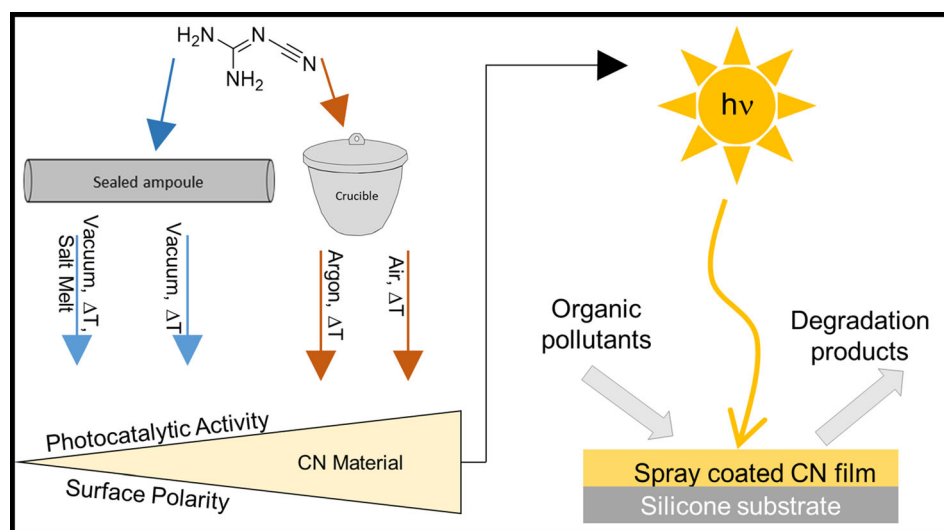 H₂N
N
N
NH₂
Sealed ampoule
Crucible
Vacuum, ΔT,
Salt Melt
Vacuum, ΔT
Argon, ΔT
Air, ΔT
Photocatalytic Activity
CN Material
Surface Polarity
hν
Organic
pollutants
Degradation
products
Spray coated CN film
Silicone substrate